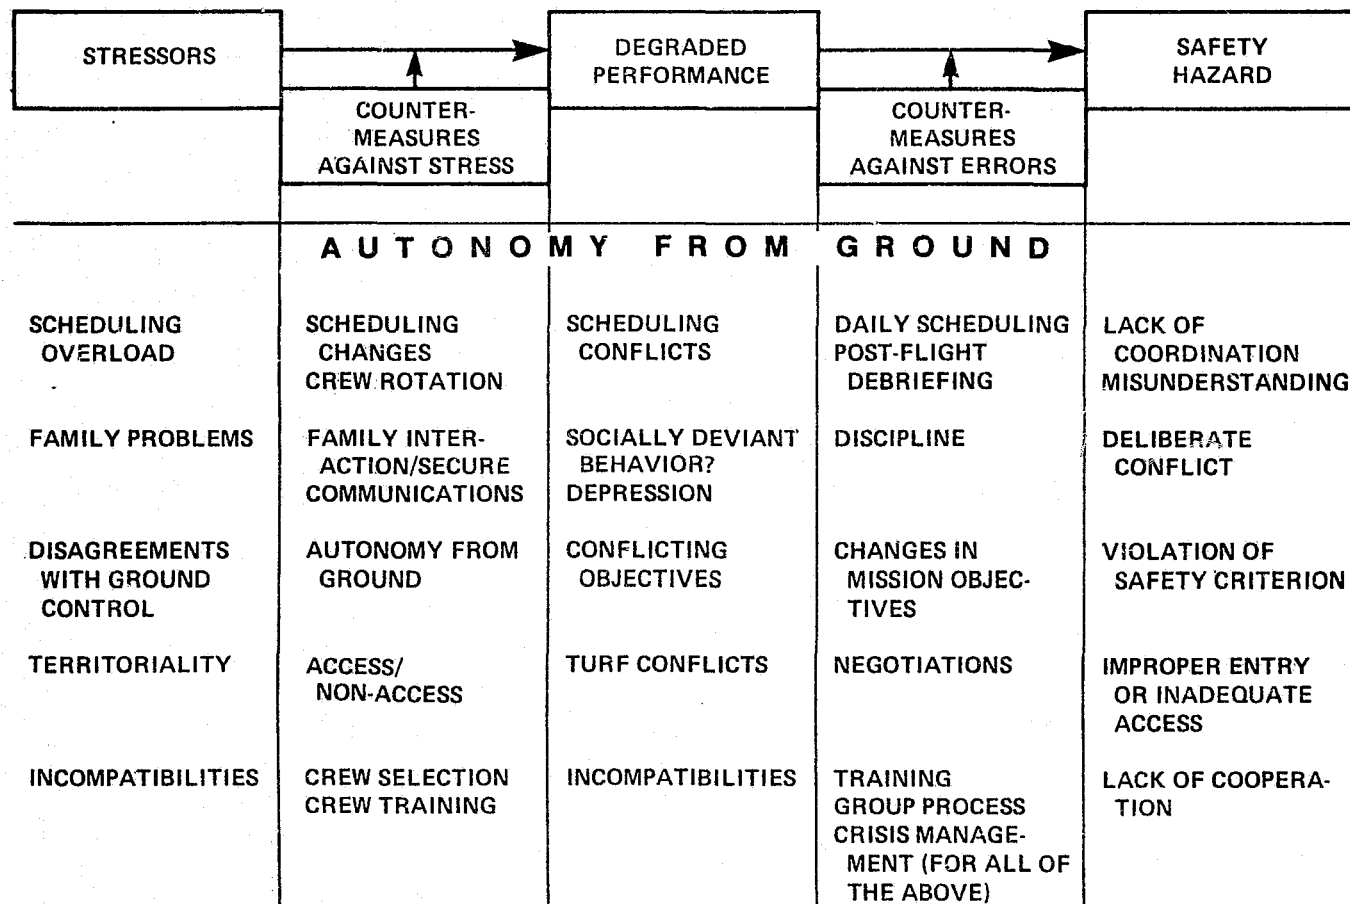 STRESSORS
DEGRADED
PERFORMANCE
SAFETY
HAZARD
COUNTER-
MEASURES
AGAINST STRESS
COUNTER-
MEASURES
AGAINST ERRORS
AUTONOMY FROM GROUND
SCHEDULING
OVERLOAD
SCHEDULING
CHANGES
CREW ROTATION
SCHEDULING
CONFLICTS
DAILY SCHEDULING
POST-FLIGHT
DEBRIEFING
LACK OF
COORDINATION
MISUNDERSTANDING
FAMILY PROBLEMS
FAMILY INTER-
ACTION/SECURE
COMMUNICATIONS
SOCIALLY DEVIANT
BEHAVIOR?
DEPRESSION
DISCIPLINE
DELIBERATE
CONFLICT
DISAGREEMENTS
WITH GROUND
CONTROL
AUTONOMY FROM
GROUND
CONFLICTING
OBJECTIVES
CHANGES IN
MISSION OBJEC-
TIVES
VIOLATION OF
SAFETY CRITERION
TERRITORIALITY
ACCESS/
NON-ACCESS
TURF CONFLICTS
NEGOTIATIONS
IMPROPER ENTRY
OR INADEQUATE
ACCESS
INCOMPATIBILITIES
CREW SELECTION
CREW TRAINING
INCOMPATIBILITIES
TRAINING
GROUP PROCESS
CRISIS MANAGE-
MENT (FOR ALL OF
THE ABOVE)
LACK OF COOPERA-
TION